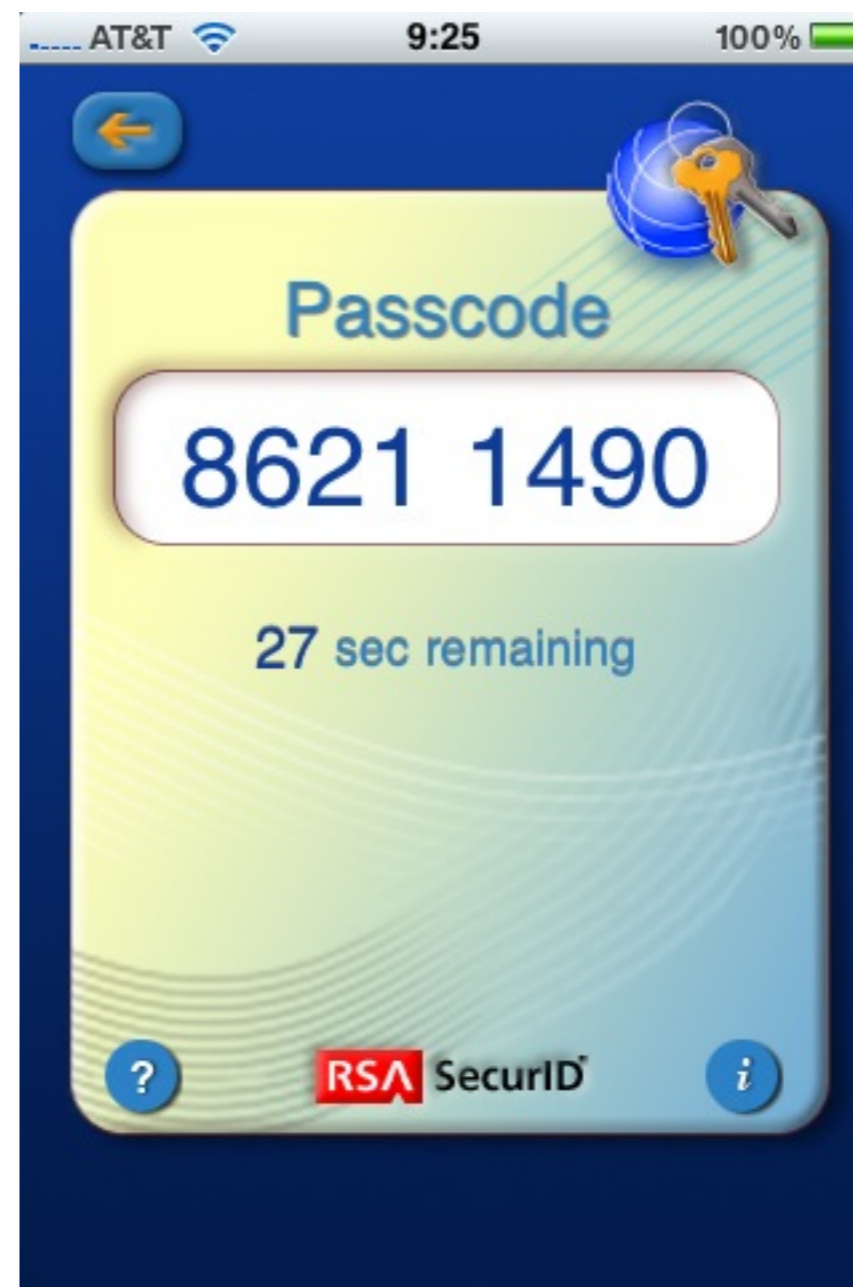 AT&T 9:25 100%
Passcode
8621 1490
27 sec remaining
? RSA SecurID i